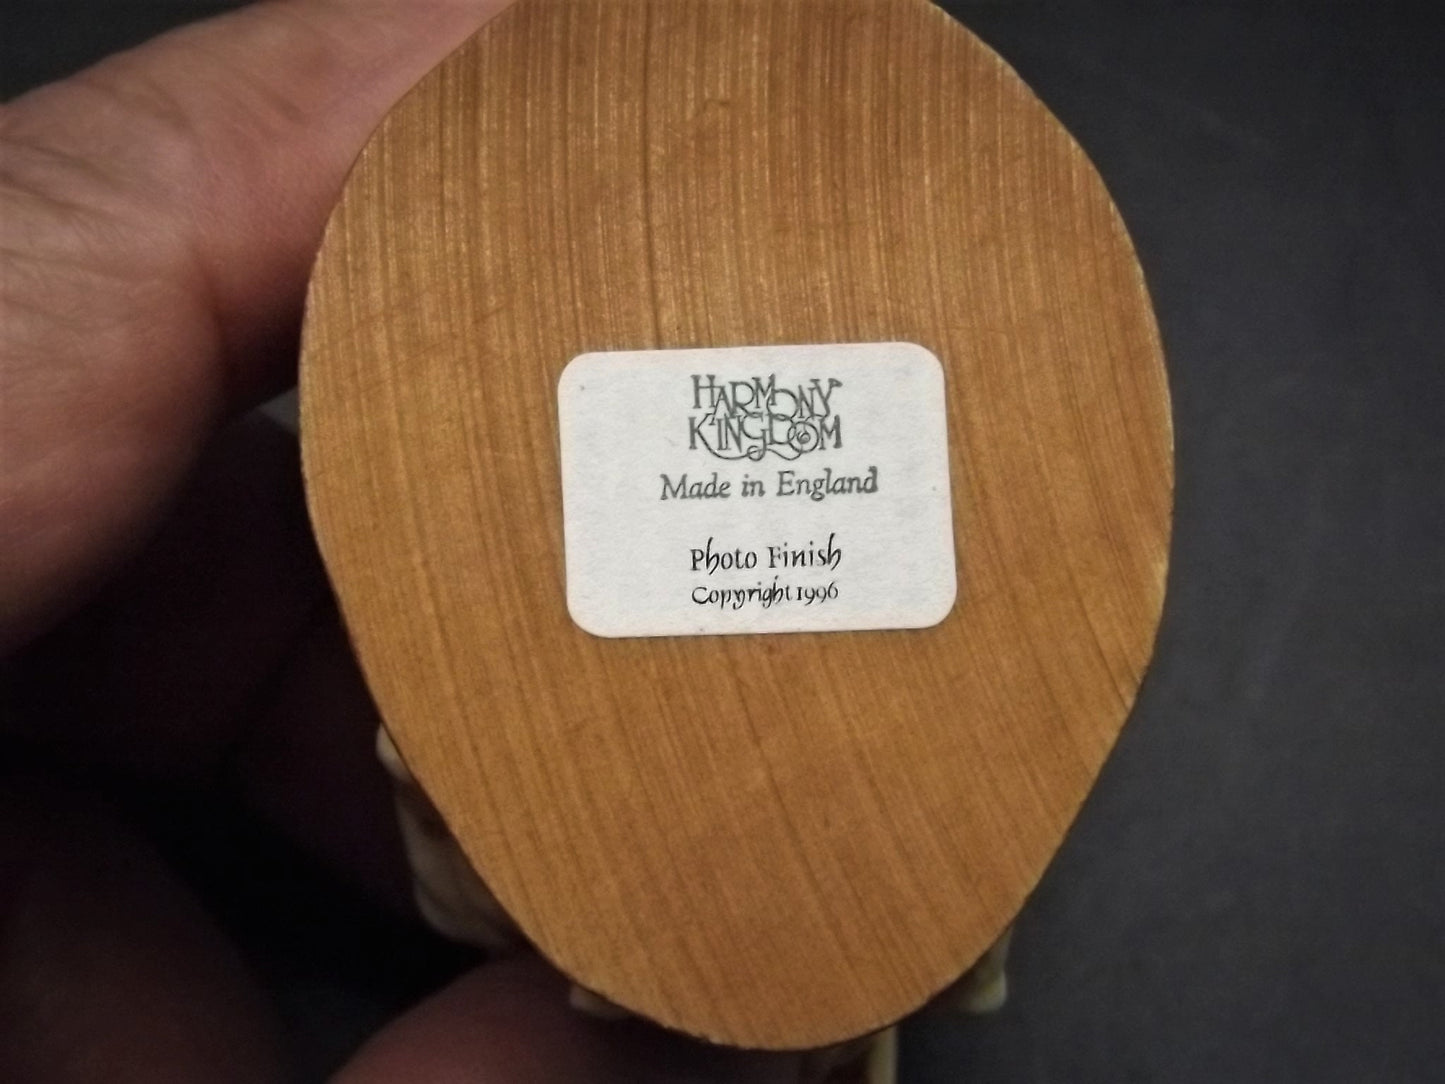 HARMONY
KINGDOM
Made in England
Photo Finish
Copyright 1996